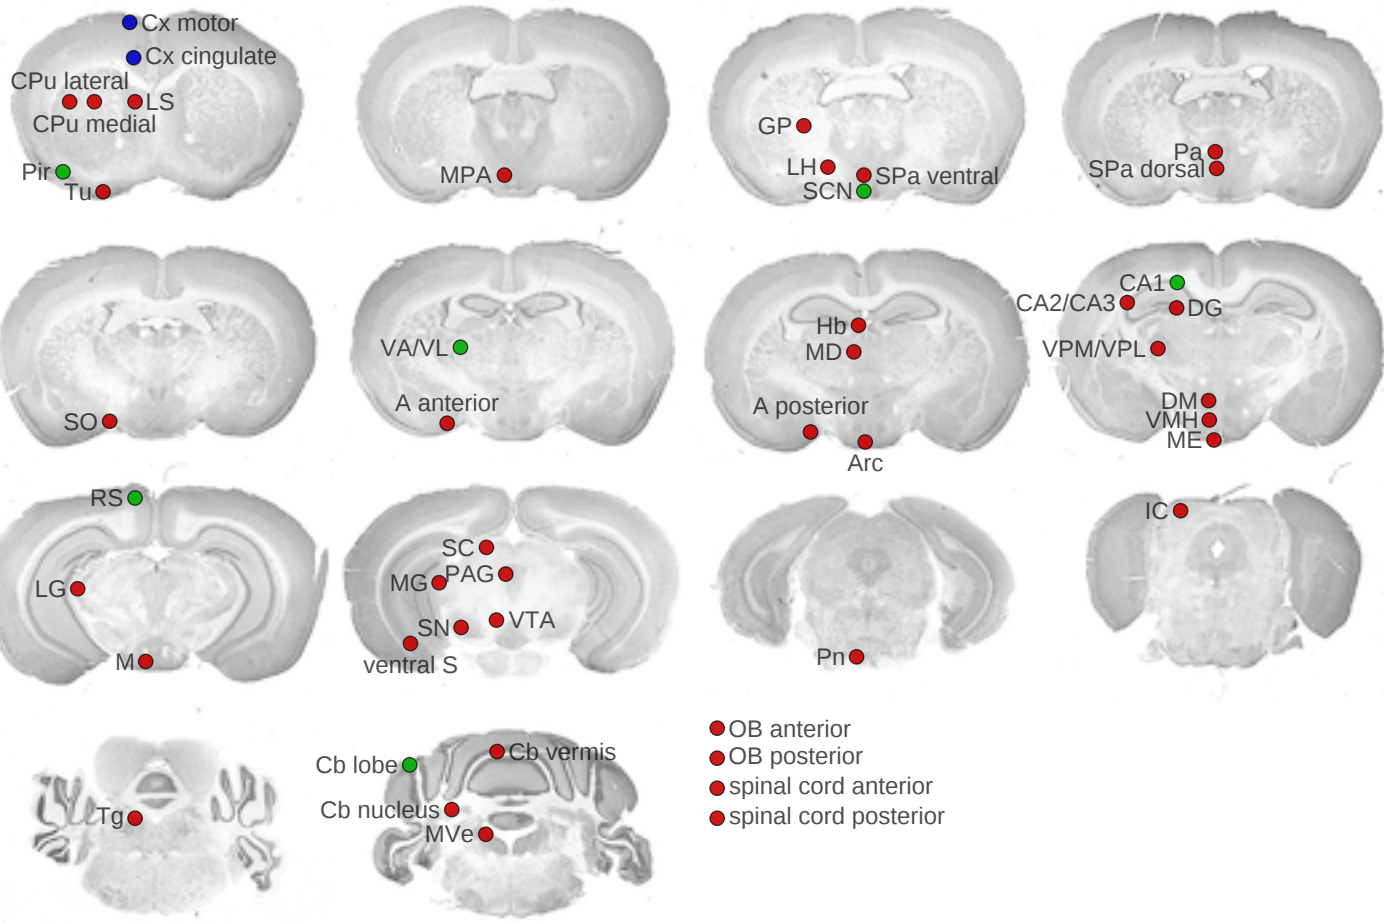 Cx motor
Cx cingulate
CPu lateral
LS
CPu medial
Pir
Tu
MPA
GP
LH
SPa ventral
SCN
Pa
SPa dorsal
SO
VA/VL
A anterior
Hb
MD
A posterior
Arc
CA1
CA2/CA3
DG
VPM/VPL
DM
VMH
ME
RS
LG
M
SC
MG
PAG
SN
VTA
ventral S
Pn
IC
Tg
Cb lobe
Cb vermis
Cb nucleus
MVe
OB anterior
OB posterior
spinal cord anterior
spinal cord posterior